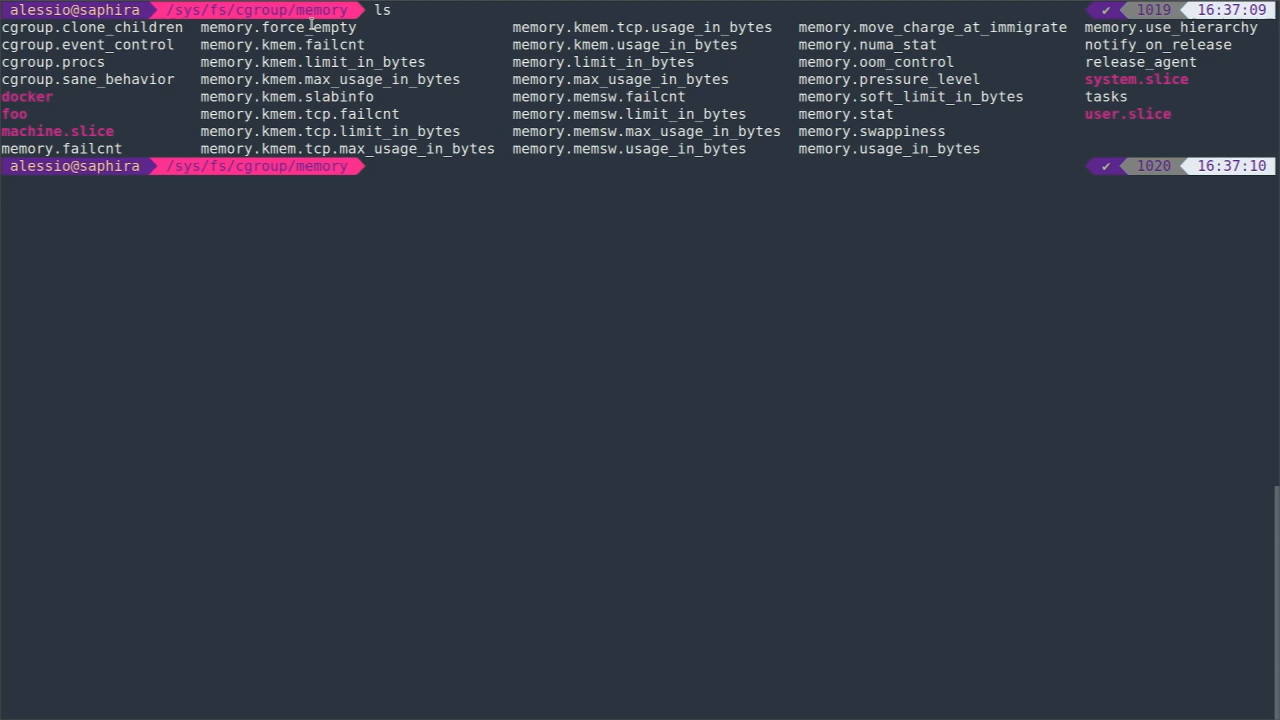 alessio@saphira /sys/fs/cgroup/memory ls ✔ 1019 16:37:09
cgroup.clone_children memory.force_empty memory.kmem.tcp.usage_in_bytes memory.move_charge_at_immigrate memory.use_hierarchy
cgroup.event_control memory.kmem.failcnt memory.kmem.usage_in_bytes memory.numa_stat notify_on_release
cgroup.procs memory.kmem.limit_in_bytes memory.limit_in_bytes memory.oom_control release_agent
cgroup.sane_behavior memory.kmem.max_usage_in_bytes memory.max_usage_in_bytes memory.pressure_level system.slice
docker memory.kmem.slabinfo memory.memsw.failcnt memory.soft_limit_in_bytes tasks
foo memory.kmem.tcp.failcnt memory.memsw.limit_in_bytes memory.stat user.slice
machine.slice memory.kmem.tcp.limit_in_bytes memory.memsw.max_usage_in_bytes memory.swappiness
memory.failcnt memory.kmem.tcp.max_usage_in_bytes memory.memsw.usage_in_bytes memory.usage_in_bytes
alessio@saphira /sys/fs/cgroup/memory ✔ 1020 16:37:10